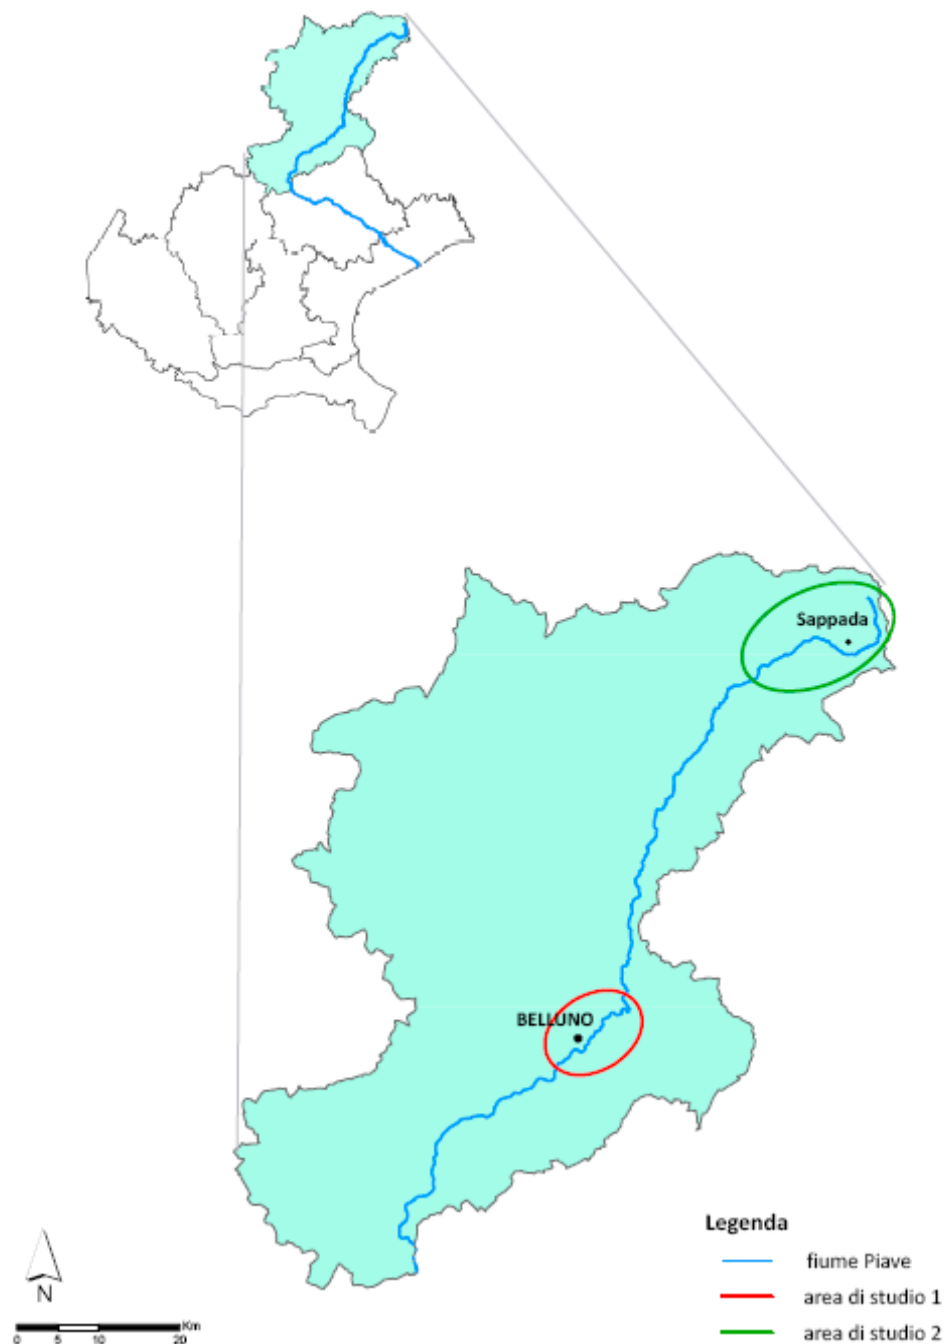 Sappada
BELLUNO
Legenda
fiume Piave
area di studio 1
area di studio 2
N
Km
0 5 10 20